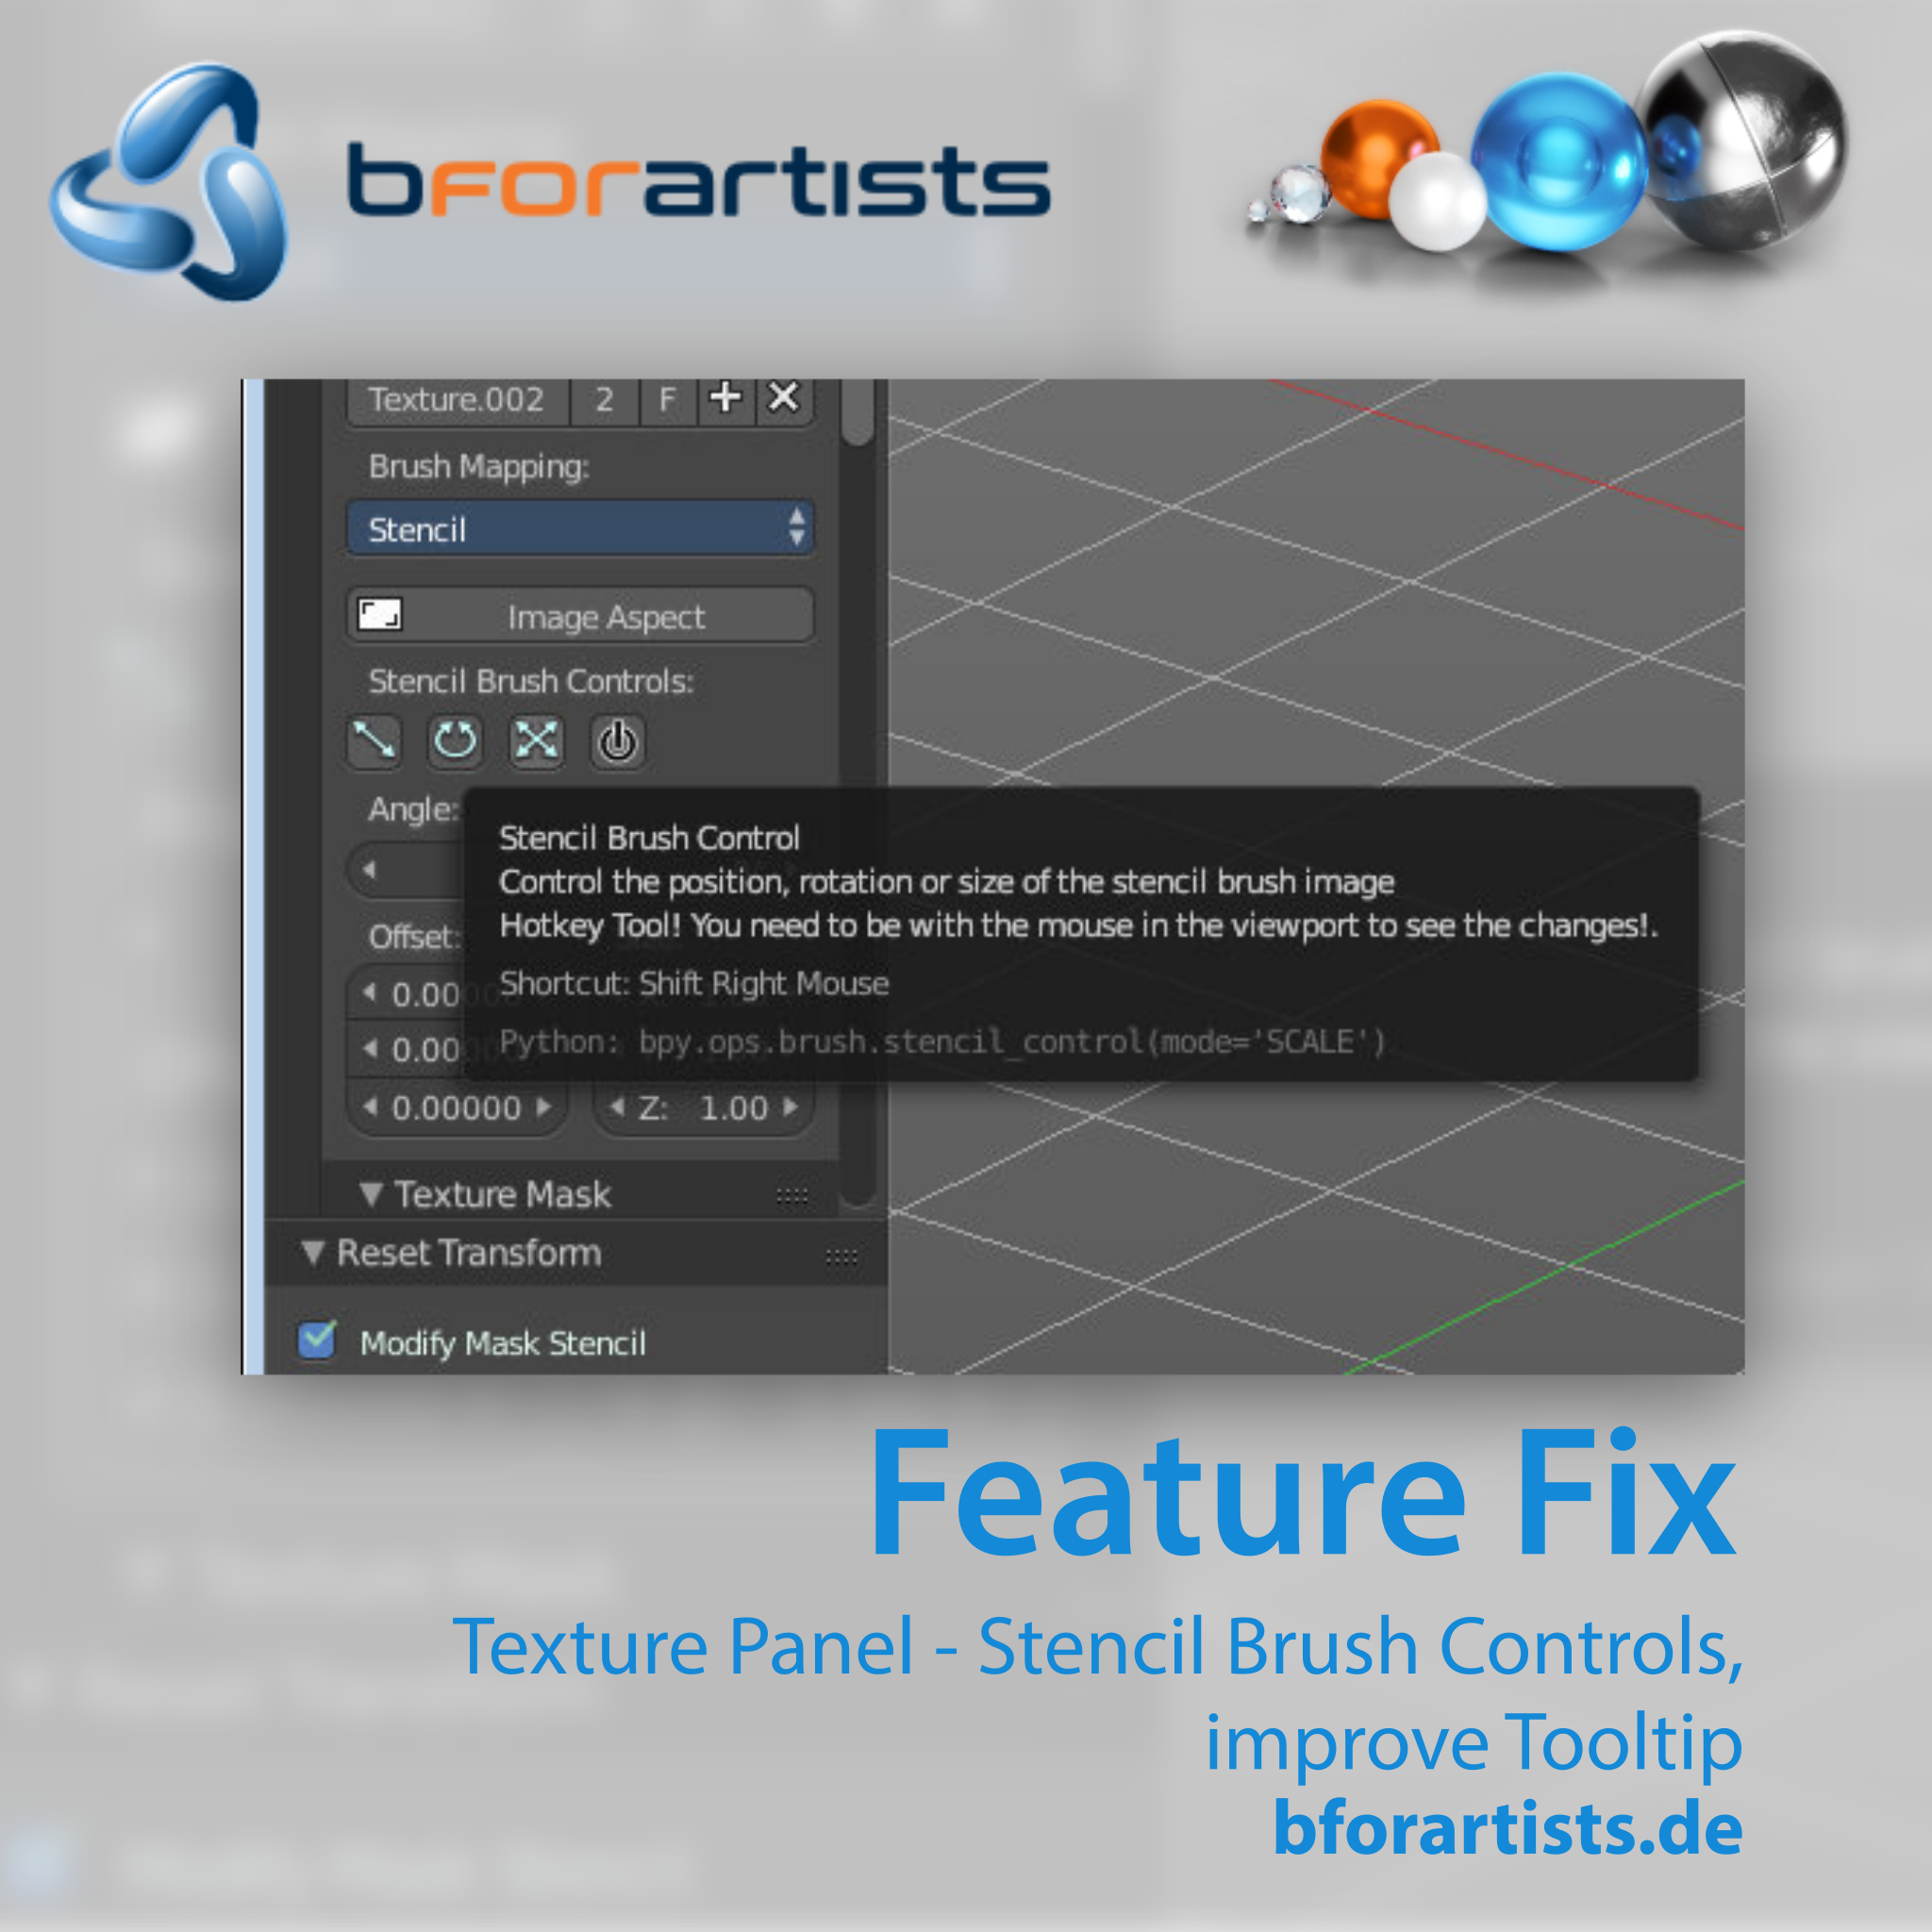 bforartists
Texture.002 2 F
Brush Mapping:
Stencil
Image Aspect
Stencil Brush Controls:
Angle:
Stencil Brush Control
Control the position, rotation or size of the stencil brush image
Hotkey Tool! You need to be with the mouse in the viewport to see the changes!.
Offset:
0.00
Shortcut: Shift Right Mouse
0.00
Python: bpy.ops.brush.stencil_control(mode='SCALE')
0.00000 Z: 1.00
Texture Mask
Reset Transform
Modify Mask Stencil
Feature Fix
Texture Panel - Stencil Brush Controls,
improve Tooltip
bforartists.de